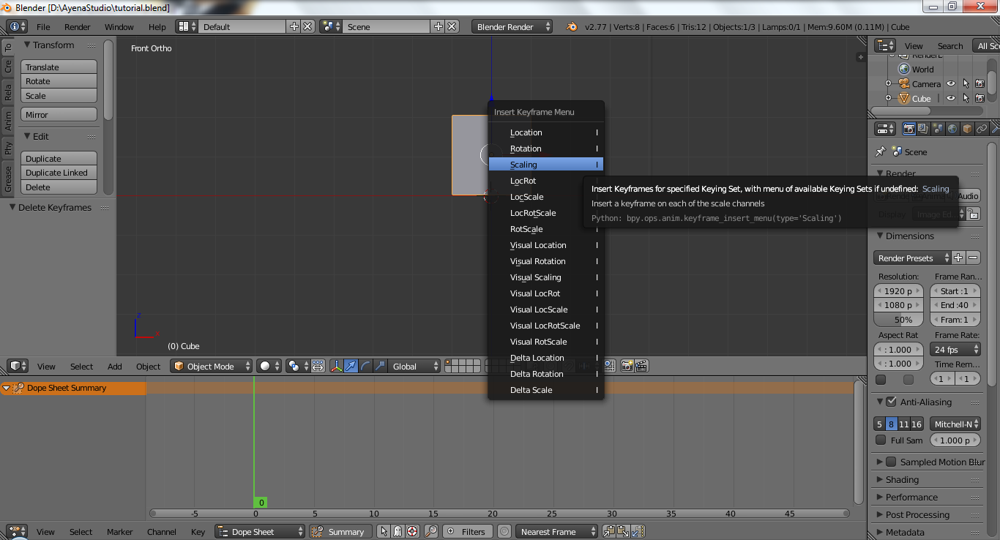 Blender [D:\AyenaStudio\tutorial.blend]
File Render Window Help Default Scene Blender Render v2.77 | Verts:8 | Faces:6 | Tris:12 | Objects:1/3 | Lamps:0/1 | Mem:9.60M (0.11M) | Cube
To
Cre
Rela
Anim
Phy
Grease
Transform
Translate
Rotate
Scale
Mirror
Edit
Duplicate
Duplicate Linked
Delete
Delete Keyframes
Front Ortho
z
x
(0) Cube
Insert Keyframe Menu
Location I
Rotation I
Scaling I
LocRot
LocScale
LocRotScale
RotScale I
Visual Location I
Visual Rotation I
Visual Scaling I
Visual LocRot I
Visual LocScale I
Visual LocRotScale I
Visual RotScale I
Delta Location I
Delta Rotation I
Delta Scale I
Insert Keyframes for specified Keying Set, with menu of available Keying Sets if undefined: Scaling
Insert a keyframe on each of the scale channels
Python: bpy.ops.anim.keyframe_insert_menu(type='Scaling')
View Search All Sc
World
Camera
Cube
Scene
Render
Audio
Display Image Ed
Dimensions
Render Presets
Resolution: Frame Ran...
1920 p Start :1
1080 p End :40
50% Fram: 1
Aspect Rat Frame Rate:
: 1.000 24 fps
: 1.000 Time Rem...
1 1
Anti-Aliasing
5 8 11 16 Mitchell-N
Full Sam 1.000 p
Sampled Motion Blur
Shading
Performance
Post Processing
Metadata
View Select Add Object Object Mode Global
Dope Sheet Summary
0
-5 0 5 10 15 20 25 30 35 40 45
View Select Marker Channel Key Dope Sheet Summary Filters Nearest Frame